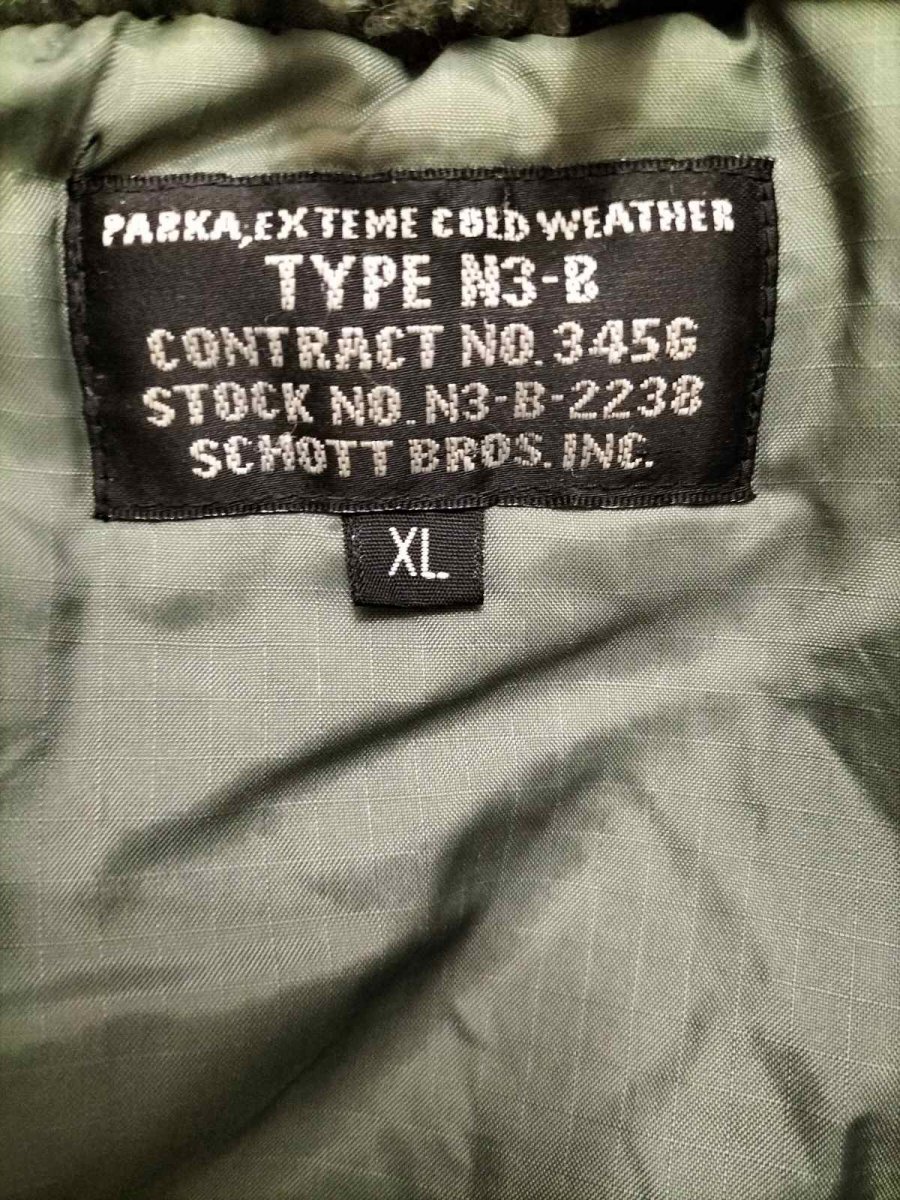 PARKA, EXTEME COLD WEATHER
TYPE N3-B
CONTRACT NO. 3456
STOCK NO. N3-B-2238
SCHOTT BROS. INC.
XL